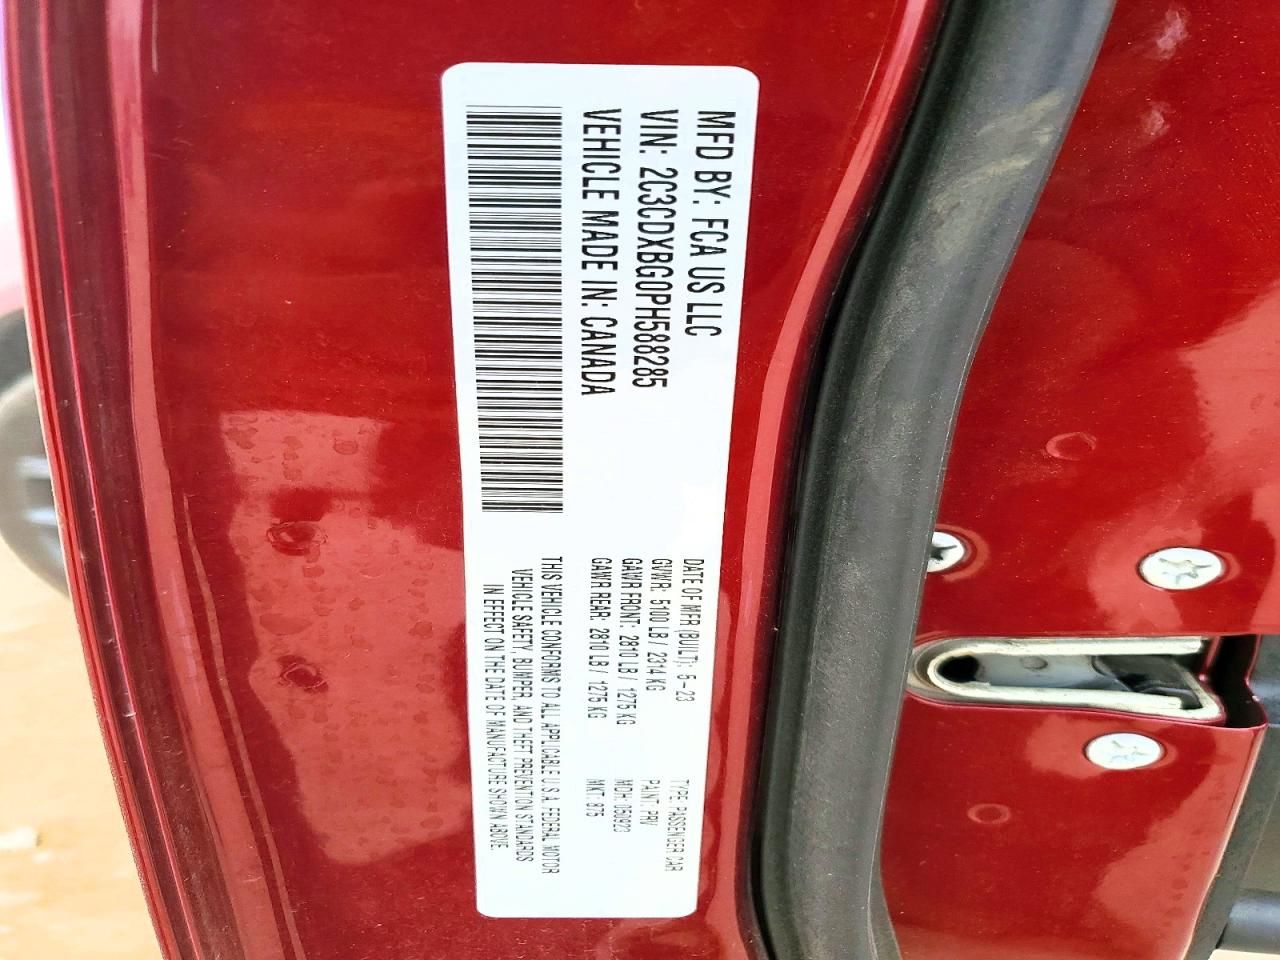 MFD BY: FCA US LLC
VIN: 2C3CDXBG0PH588285
VEHICLE MADE IN: CANADA
DATE OF MFR (BUILT): 5-23
GVWR: 5100 LB / 2314 KG
GAWR FRONT: 2810 LB / 1275 KG
GAWR REAR: 2810 LB / 1275 KG
TYPE: PASSENGER CAR
PAINT: PRV
MDH: 050923
MKT: 875
THIS VEHICLE CONFORMS TO ALL APPLICABLE U.S.A. FEDERAL MOTOR
VEHICLE SAFETY, BUMPER, AND THEFT PREVENTION STANDARDS
IN EFFECT ON THE DATE OF MANUFACTURE SHOWN ABOVE.